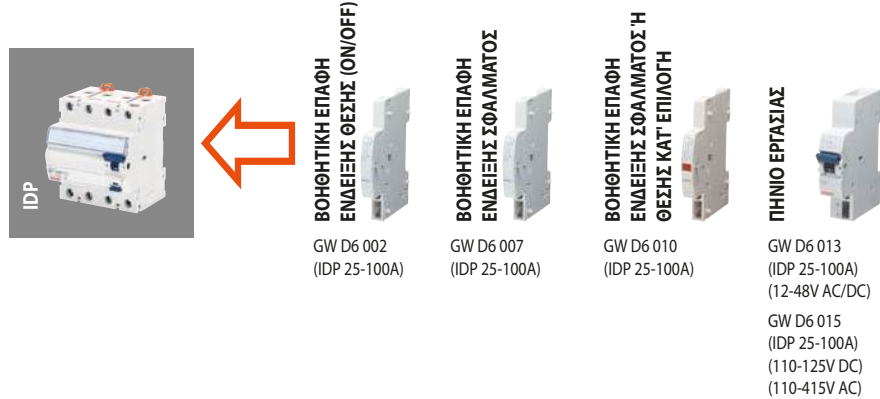 IDP
ΒΟΗΘΗΤΙΚΗ ΕΠΑΦΗ
ΕΝΔΕΙΞΗΣ ΘΕΣΗΣ (ON/OFF)
GW D6 002
(IDP 25-100A)
ΒΟΗΘΗΤΙΚΗ ΕΠΑΦΗ
ΕΝΔΕΙΞΗΣ ΣΦΑΛΜΑΤΟΣ
GW D6 007
(IDP 25-100A)
ΒΟΗΘΗΤΙΚΗ ΕΠΑΦΗ
ΕΝΔΕΙΞΗΣ ΣΦΑΛΜΑΤΟΣ Ή
ΘΕΣΗΣ ΚΑΤ' ΕΠΙΛΟΓΗ
GW D6 010
(IDP 25-100A)
ΠΗΝΙΟ ΕΡΓΑΣΙΑΣ
GW D6 013
(IDP 25-100A)
(12-48V AC/DC)
GW D6 015
(IDP 25-100A)
(110-125V DC)
(110-415V AC)